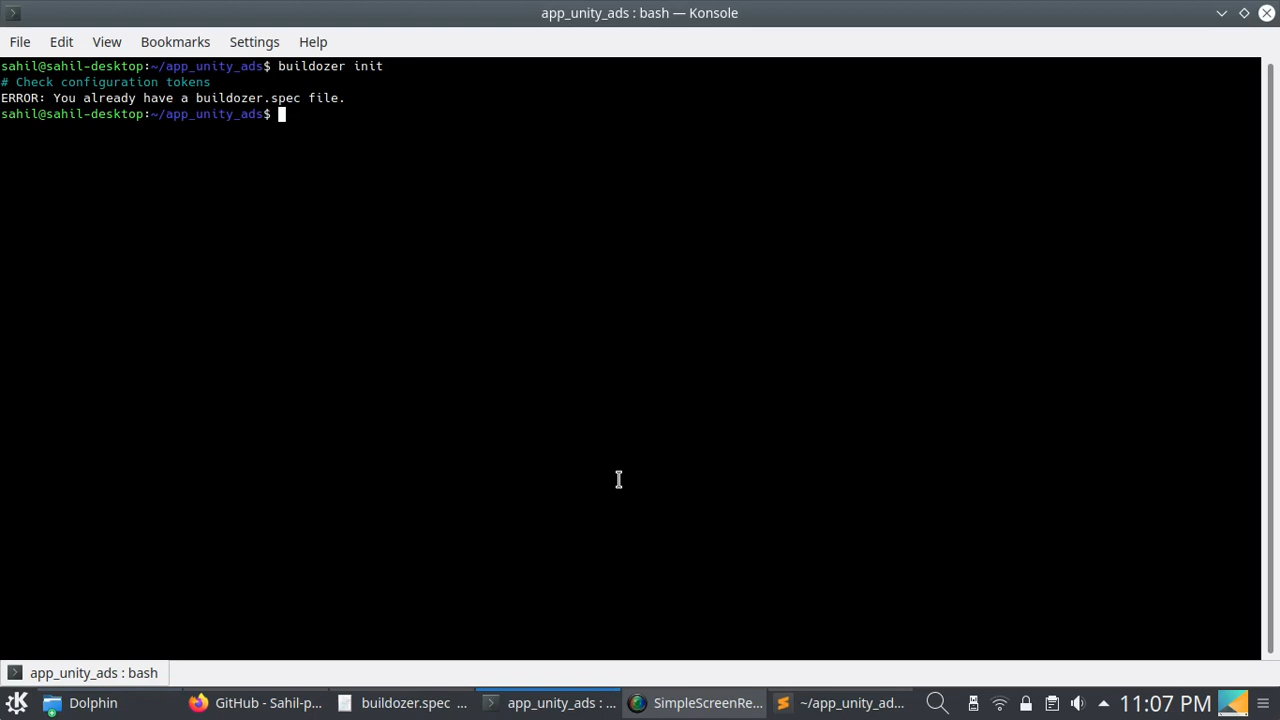 app_unity_ads : bash — Konsole
File Edit View Bookmarks Settings Help
sahil@sahil-desktop:~/app_unity_ads$ buildozer init
# Check configuration tokens
ERROR: You already have a buildozer.spec file.
sahil@sahil-desktop:~/app_unity_ads$
app_unity_ads : bash
Dolphin GitHub - Sahil-p... buildozer.spec ... app_unity_ads : ... SimpleScreenRe... ~/app_unity_ad... 11:07 PM